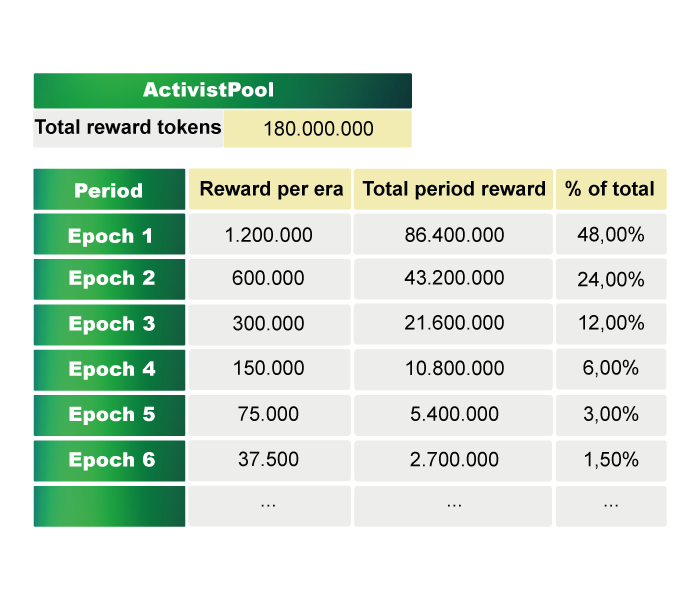 ActivistPool
Total reward tokens 180.000.000
Period Reward per era Total period reward % of total
Epoch 1 1.200.000 86.400.000 48,00%
Epoch 2 600.000 43.200.000 24,00%
Epoch 3 300.000 21.600.000 12,00%
Epoch 4 150.000 10.800.000 6,00%
Epoch 5 75.000 5.400.000 3,00%
Epoch 6 37.500 2.700.000 1,50%
... ... ...